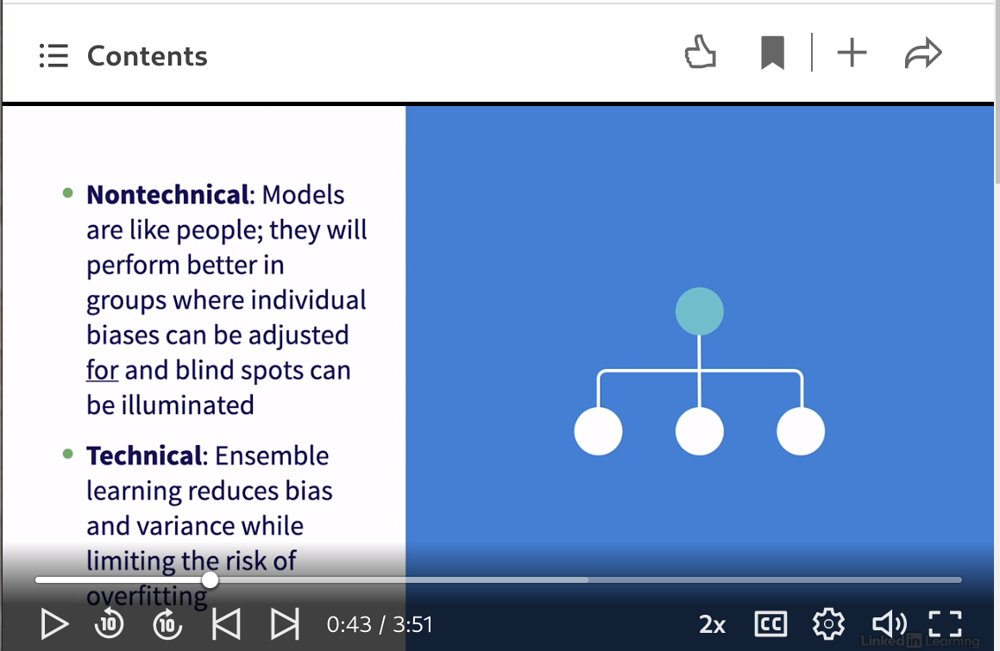 Contents
• Nontechnical: Models
are like people; they will
perform better in
groups where individual
biases can be adjusted
for and blind spots can
be illuminated
• Technical: Ensemble
learning reduces bias
and variance while
limiting the risk of
overfitting
10 10 0:43 / 3:51 2x CC
LinkedIn Learning